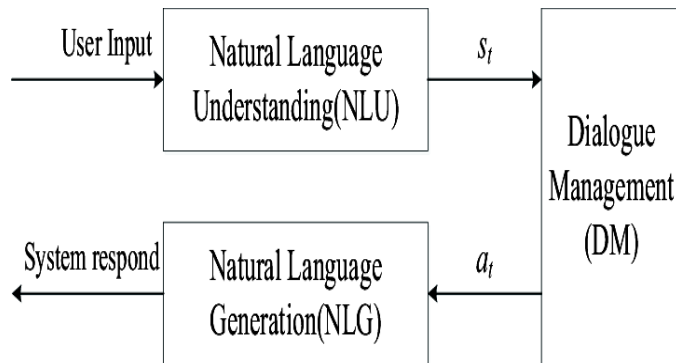 User Input
Natural Language
Understanding(NLU)
s_t
Dialogue
Management
(DM)
System respond
Natural Language
Generation(NLG)
a_t